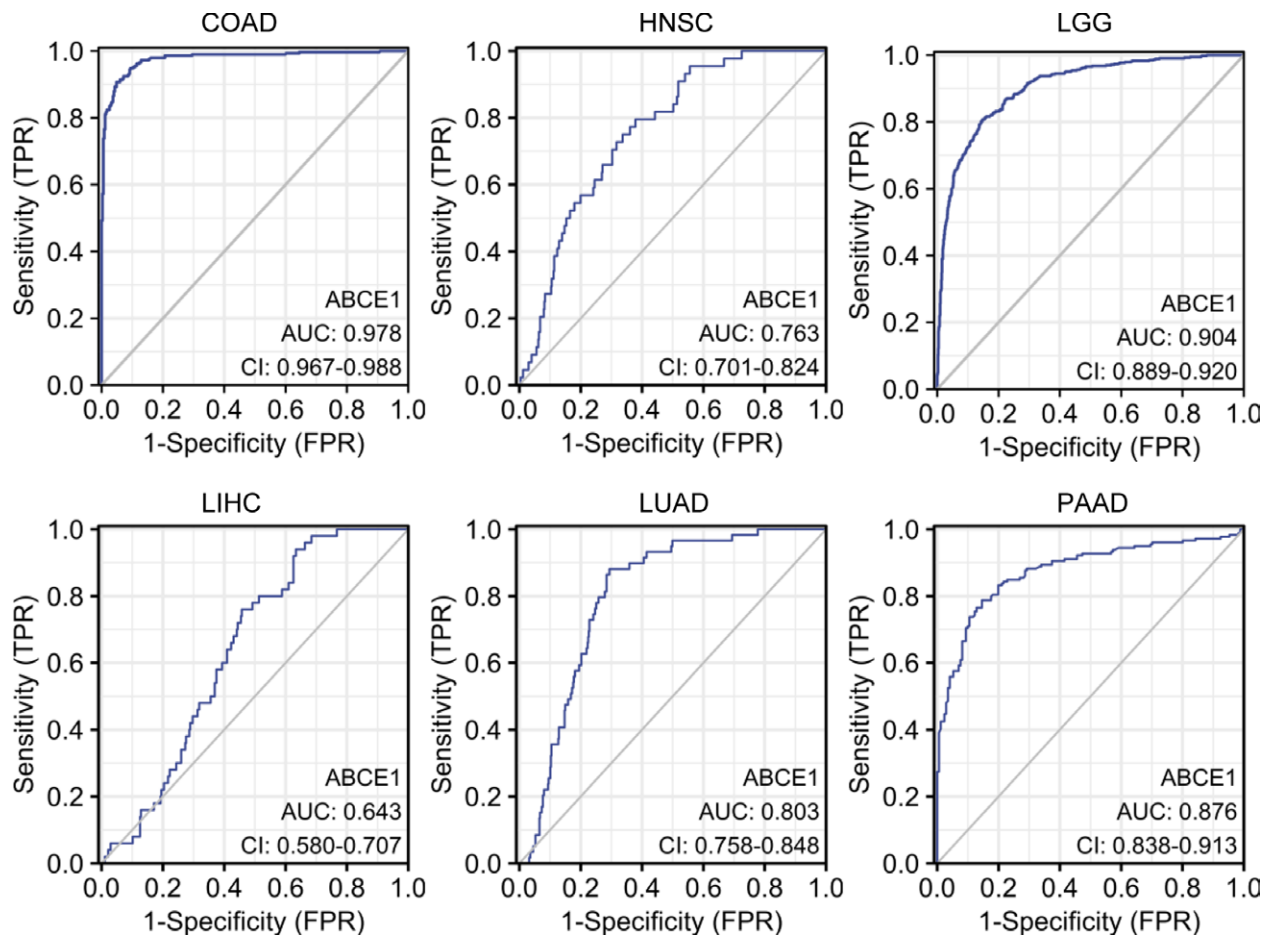 COAD
1.0
0.8
0.6
0.4
0.2
0.0
Sensitivity (TPR)
ABCE1
AUC: 0.978
CI: 0.967-0.988
0.0 0.2 0.4 0.6 0.8 1.0
1-Specificity (FPR)
HNSC
1.0
0.8
0.6
0.4
0.2
0.0
Sensitivity (TPR)
ABCE1
AUC: 0.763
CI: 0.701-0.824
0.0 0.2 0.4 0.6 0.8 1.0
1-Specificity (FPR)
LGG
1.0
0.8
0.6
0.4
0.2
0.0
Sensitivity (TPR)
ABCE1
AUC: 0.904
CI: 0.889-0.920
0.0 0.2 0.4 0.6 0.8 1.0
1-Specificity (FPR)
LIHC
1.0
0.8
0.6
0.4
0.2
0.0
Sensitivity (TPR)
ABCE1
AUC: 0.643
CI: 0.580-0.707
0.0 0.2 0.4 0.6 0.8 1.0
1-Specificity (FPR)
LUAD
1.0
0.8
0.6
0.4
0.2
0.0
Sensitivity (TPR)
ABCE1
AUC: 0.803
CI: 0.758-0.848
0.0 0.2 0.4 0.6 0.8 1.0
1-Specificity (FPR)
PAAD
1.0
0.8
0.6
0.4
0.2
0.0
Sensitivity (TPR)
ABCE1
AUC: 0.876
CI: 0.838-0.913
0.0 0.2 0.4 0.6 0.8 1.0
1-Specificity (FPR)